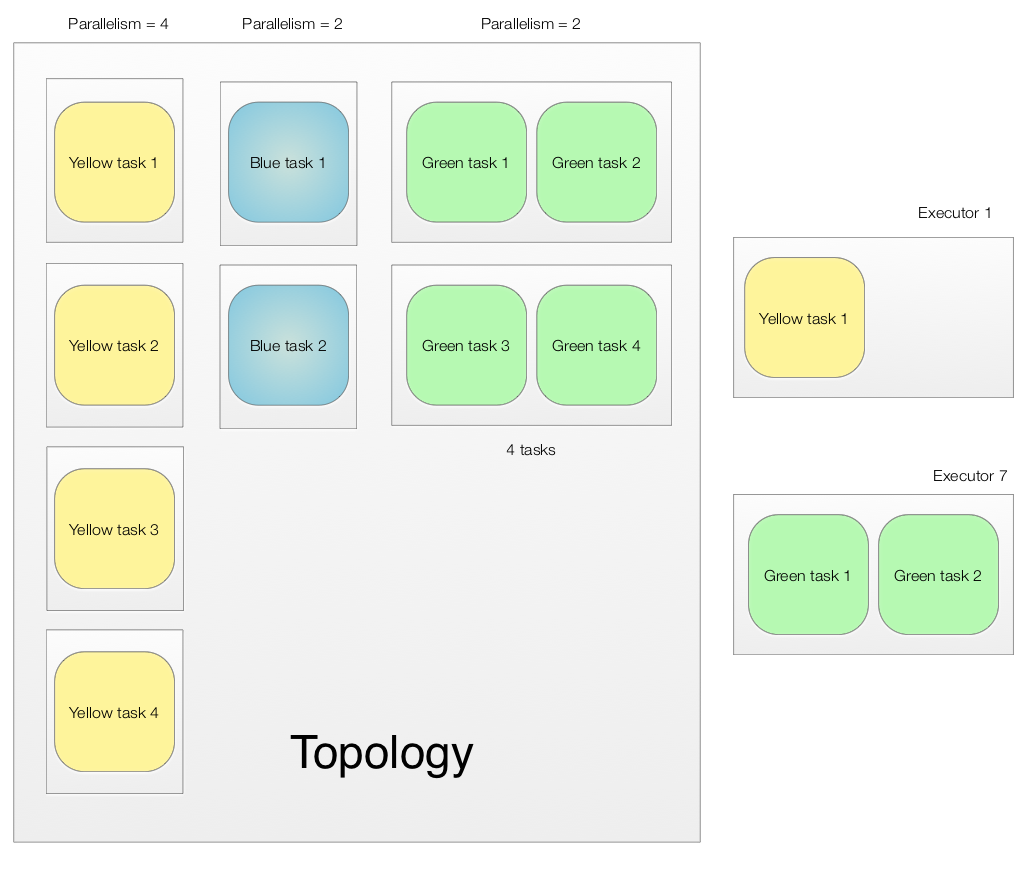 Parallelism = 4
Parallelism = 2
Parallelism = 2
Yellow task 1
Blue task 1
Green task 1
Green task 2
Yellow task 2
Blue task 2
Green task 3
Green task 4
4 tasks
Yellow task 3
Yellow task 4
Topology
Executor 1
Yellow task 1
Executor 7
Green task 1
Green task 2